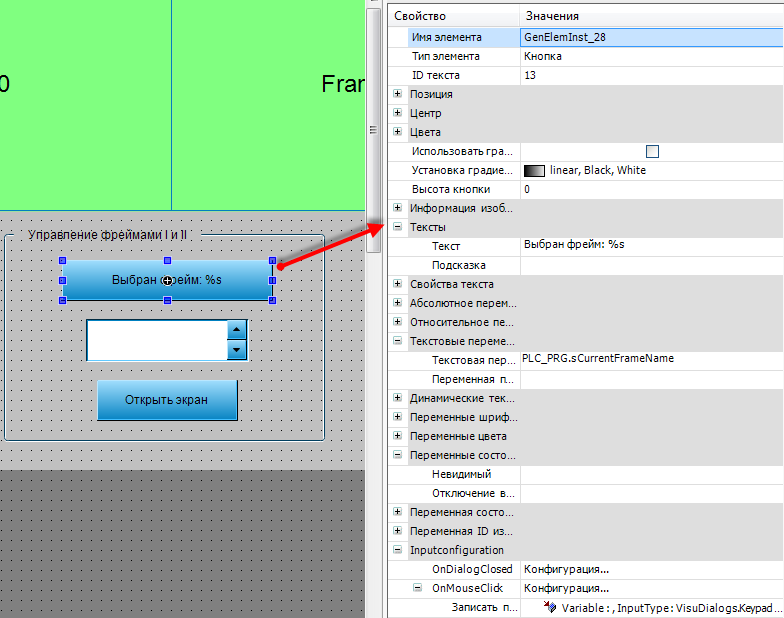 0
Fran
Управление фреймами I и II
Выбран фрейм: %s
Открыть экран
Свойство Значения
Имя элемента GenElemInst_28
Тип элемента Кнопка
ID текста 13
Позиция
Центр
Цвета
Использовать гра...
Установка градие... linear, Black, White
Высота кнопки 0
Информация изоб...
Тексты
Текст Выбран фрейм: %s
Подсказка
Свойства текста
Абсолютное перем...
Относительное пе...
Текстовые переме...
Текстовая пер... PLC_PRG.sCurrentFrameName
Переменная п...
Динамические тек...
Переменные шриф...
Переменные цвета
Переменные состо...
Невидимый
Отключение в...
Переменная состо...
Переменная ID из...
Inputconfiguration
OnDialogClosed Конфигурация...
OnMouseClick Конфигурация...
Записать п... Variable : , InputType : VisuDialogs.Keypad...